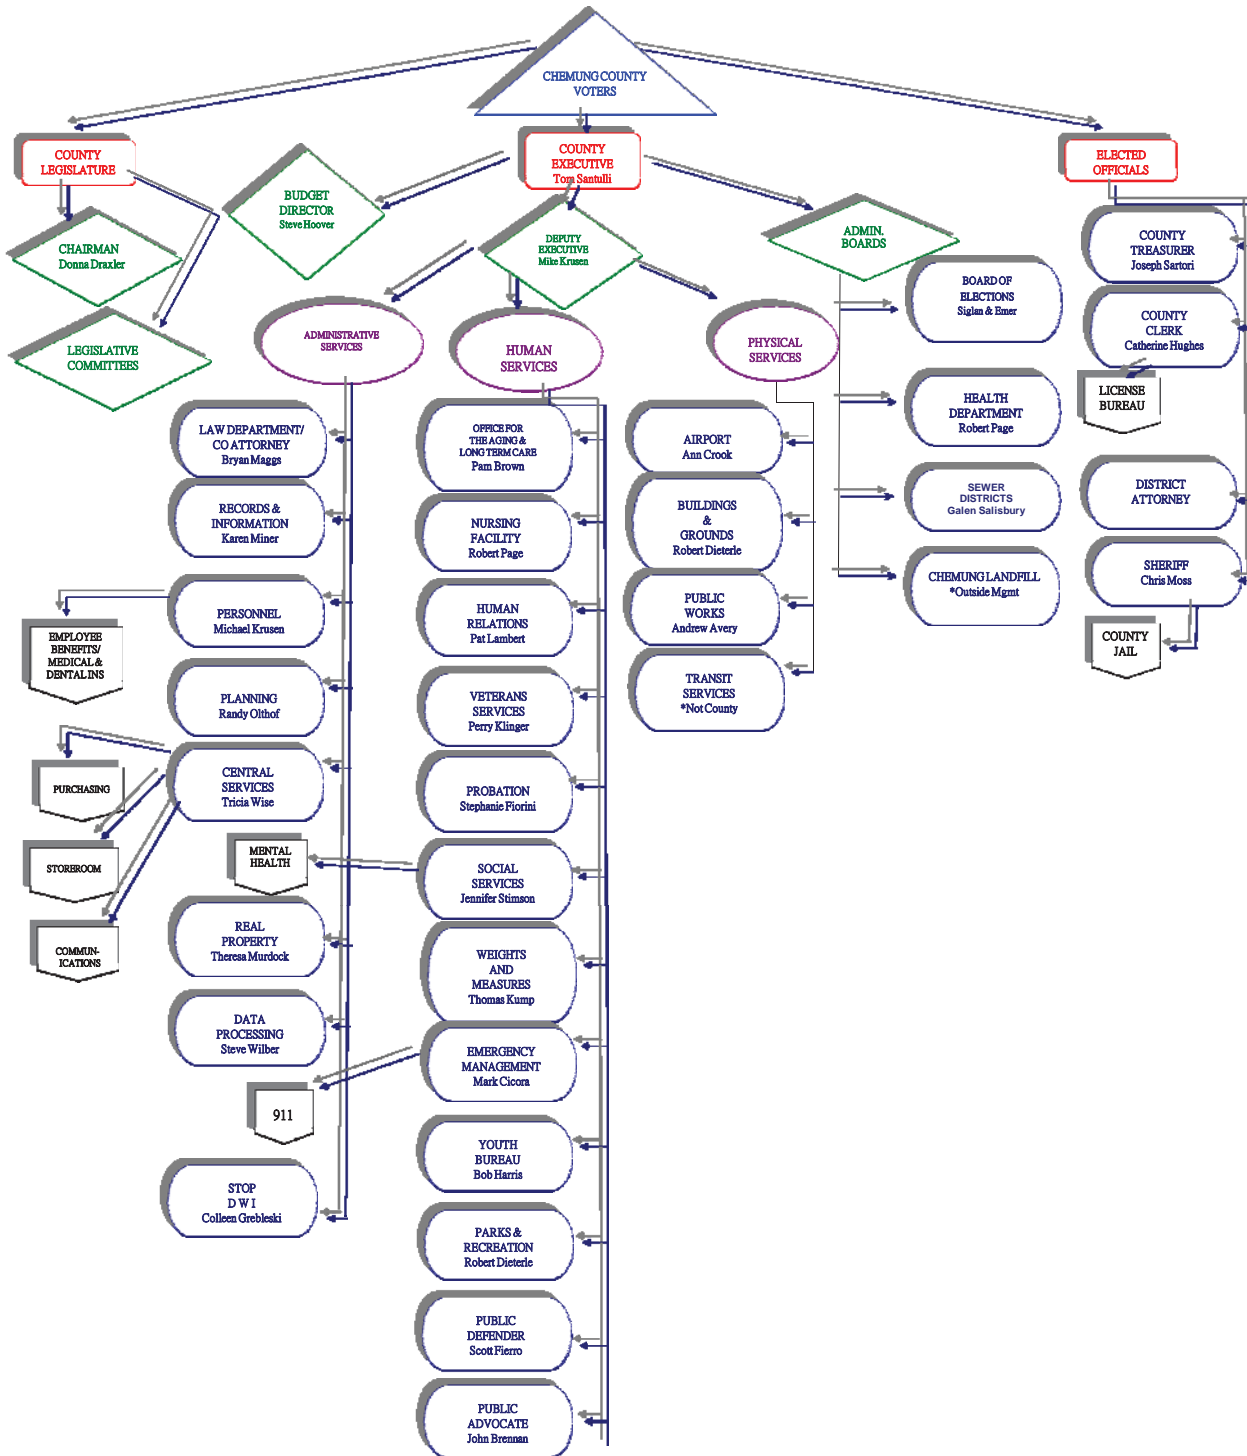 CHEMUNG COUNTY
VOTERS
COUNTY
LEGISLATURE
COUNTY
EXECUTIVE
Tom Santulli
ELECTED
OFFICIALS
CHAIRMAN
Donna Draxler
LEGISLATIVE
COMMITTEES
BUDGET
DIRECTOR
Steve Hoover
DEPUTY
EXECUTIVE
Mike Krusen
ADMIN.
BOARDS
ADMINISTRATIVE
SERVICES
HUMAN
SERVICES
PHYSICAL
SERVICES
LAW DEPARTMENT/
CO ATTORNEY
Bryan Maggs
RECORDS &
INFORMATION
Karen Miner
PERSONNEL
Michael Krusen
EMPLOYEE
BENEFITS/
MEDICAL &
DENTAL INS
PLANNING
Randy Olthof
CENTRAL
SERVICES
Tricia Wise
PURCHASING
STOREROOM
COMMUN-
ICATIONS
REAL
PROPERTY
Theresa Murdock
DATA
PROCESSING
Steve Wilber
STOP
D W I
Colleen Grebleski
OFFICE FOR
THE AGING &
LONG TERM CARE
Pam Brown
NURSING
FACILITY
Robert Page
HUMAN
RELATIONS
Pat Lambert
VETERANS
SERVICES
Perry Klinger
PROBATION
Stephanie Fiorini
SOCIAL
SERVICES
Jennifer Stimson
MENTAL
HEALTH
WEIGHTS
AND
MEASURES
Thomas Kump
EMERGENCY
MANAGEMENT
Mark Cicora
911
YOUTH
BUREAU
Bob Harris
PARKS &
RECREATION
Robert Dieterle
PUBLIC
DEFENDER
Scott Fierro
PUBLIC
ADVOCATE
John Brennan
AIRPORT
Ann Crook
BUILDINGS
&
GROUNDS
Robert Dieterle
PUBLIC
WORKS
Andrew Avery
TRANSIT
SERVICES
*Not County
BOARD OF
ELECTIONS
Siglan & Emer
HEALTH
DEPARTMENT
Robert Page
SEWER
DISTRICTS
Galen Salisbury
CHEMUNG LANDFILL
*Outside Mgmt
COUNTY
TREASURER
Joseph Sartori
COUNTY
CLERK
Catherine Hughes
LICENSE
BUREAU
DISTRICT
ATTORNEY
SHERIFF
Chris Moss
COUNTY
JAIL